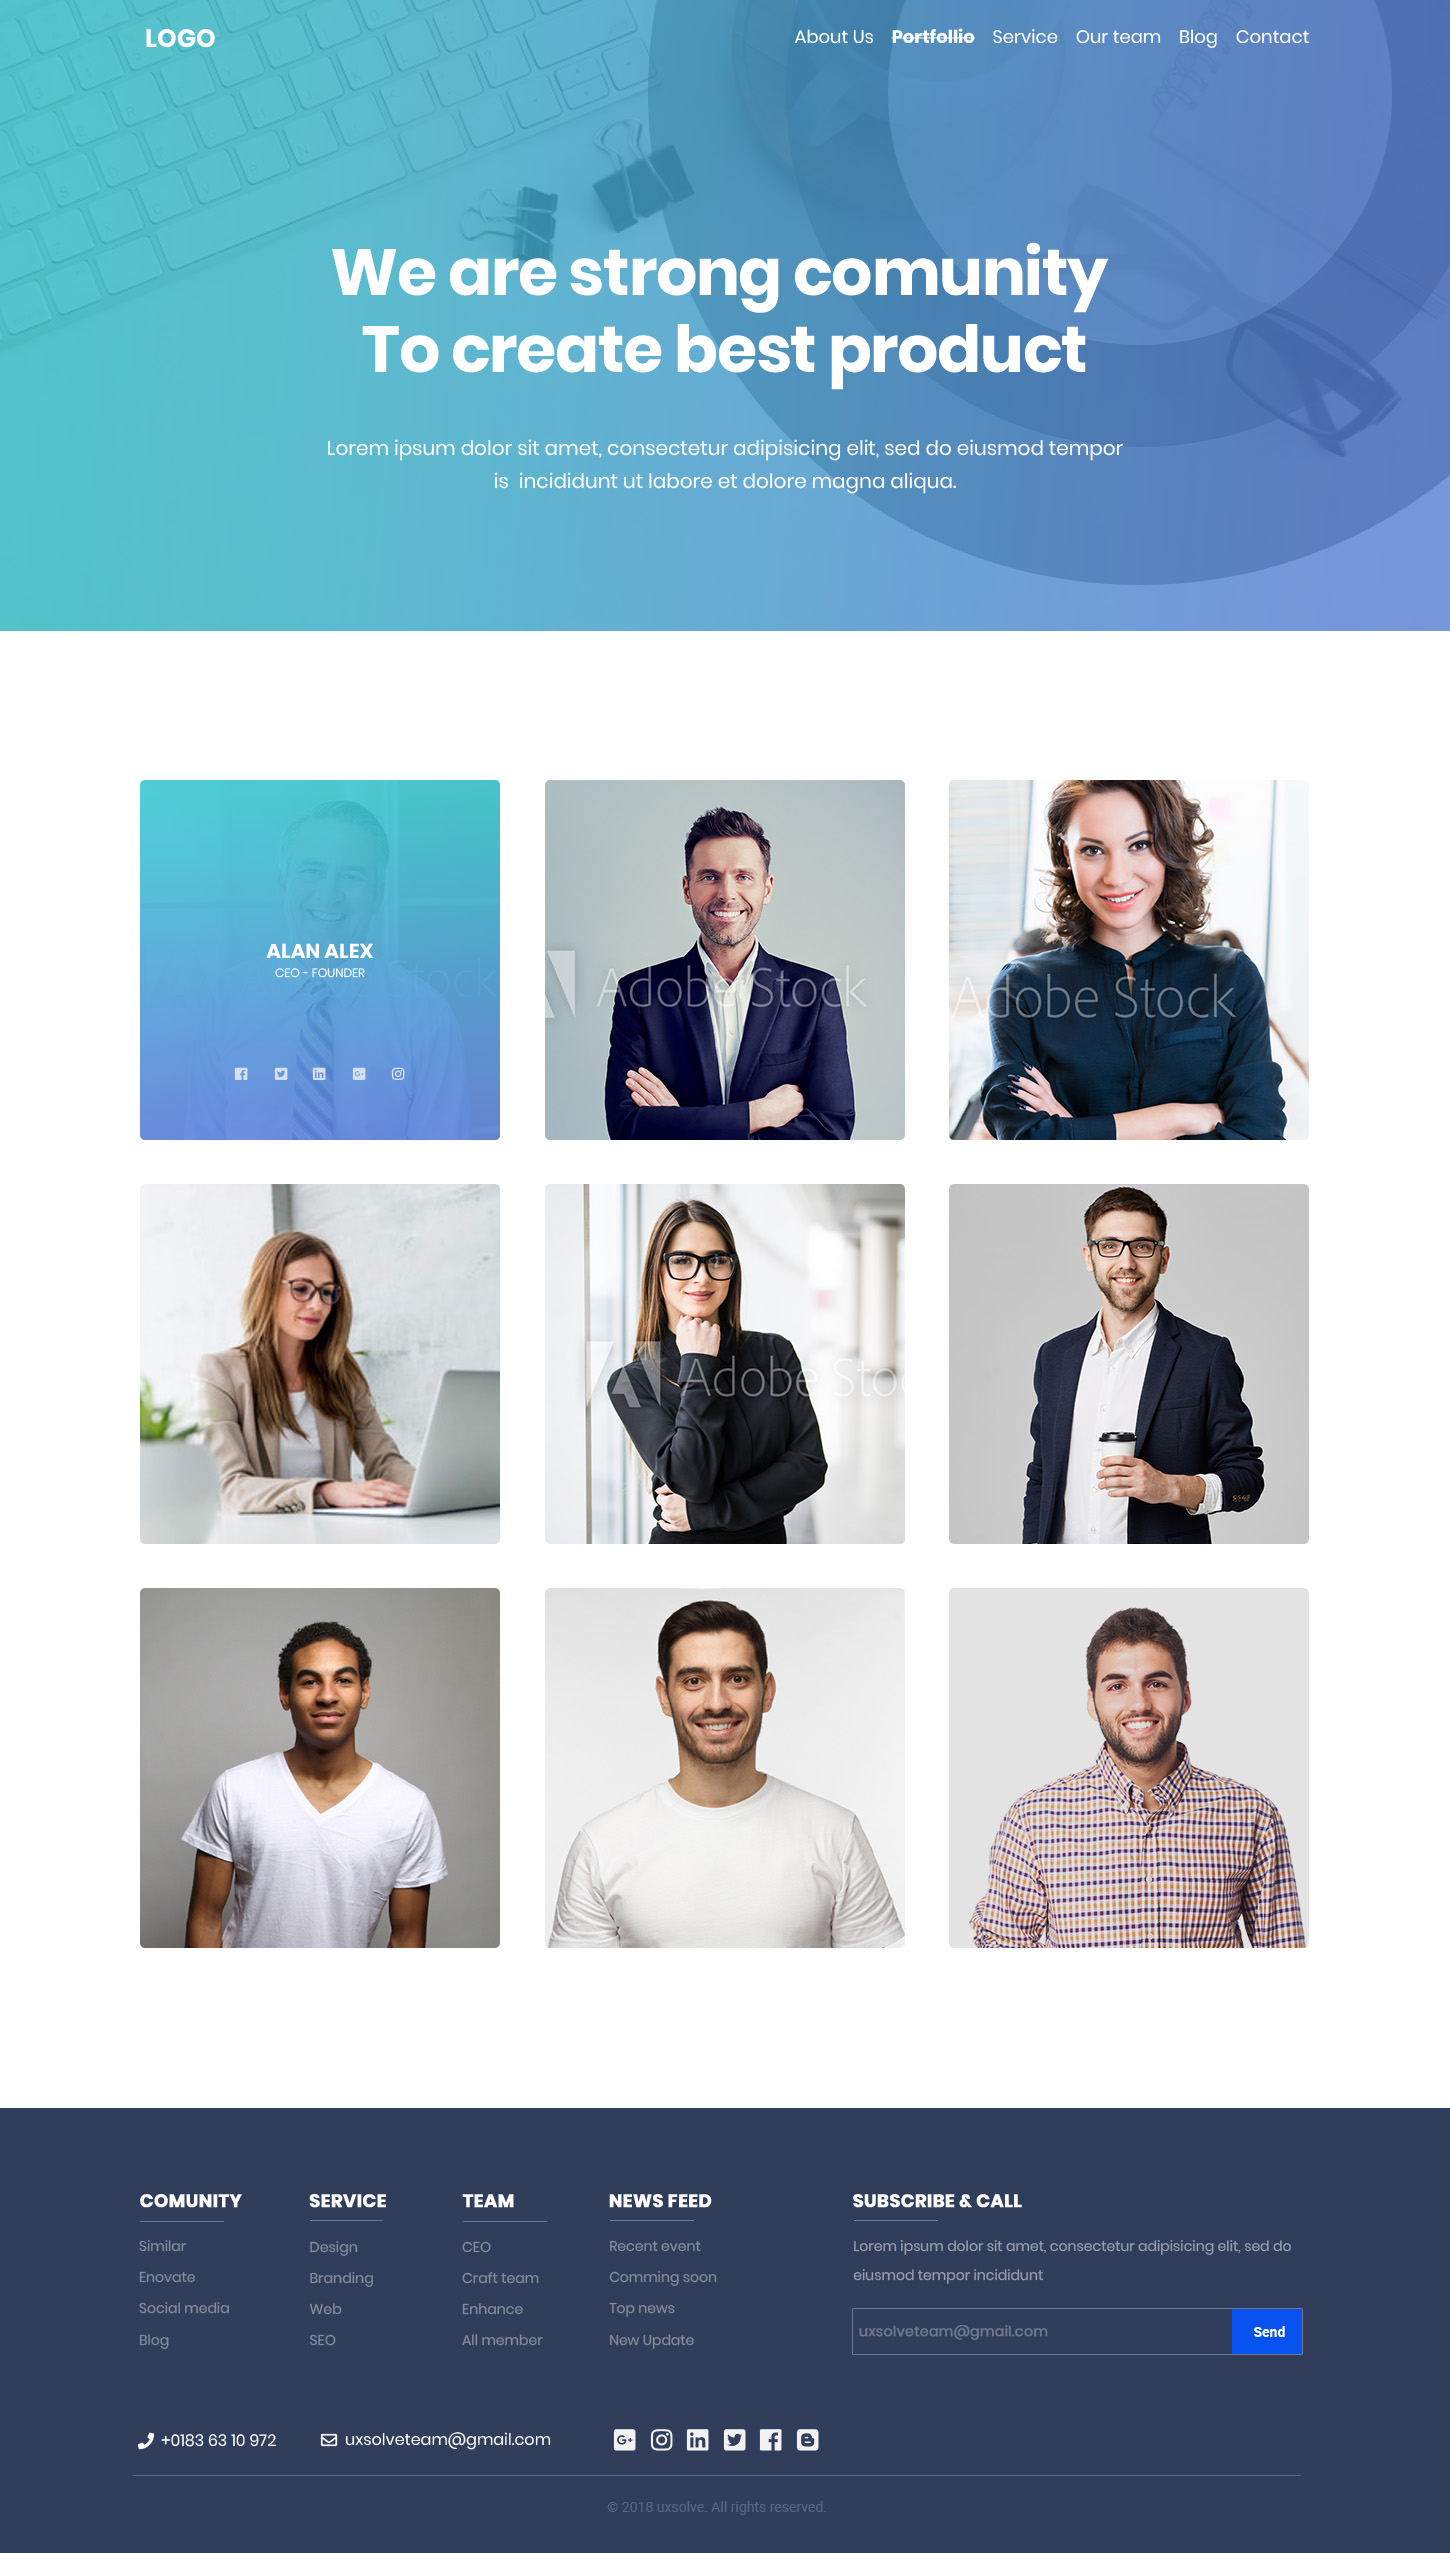 LOGO
About Us Portfollio Service Our team Blog Contact
We are strong comunity
To create best product
Lorem ipsum dolor sit amet, consectetur adipisicing elit, sed do eiusmod tempor
is incididunt ut labore et dolore magna aliqua.
ALAN ALEX
CEO - FOUNDER
Stock
Adobe Stock
Adobe Stock
Adobe Stoc
COMUNITY
Similar
Enovate
Social media
Blog
SERVICE
Design
Branding
Web
SEO
TEAM
CEO
Craft team
Enhance
All member
NEWS FEED
Recent event
Comming soon
Top news
New Update
SUBSCRIBE & CALL
Lorem ipsum dolor sit amet, consectetur adipisicing elit, sed do
eiusmod tempor incididunt
uxsolveteam@gmail.com Send
+0183 63 10 972 uxsolveteam@gmail.com
© 2018 uxsolve. All rights reserved.